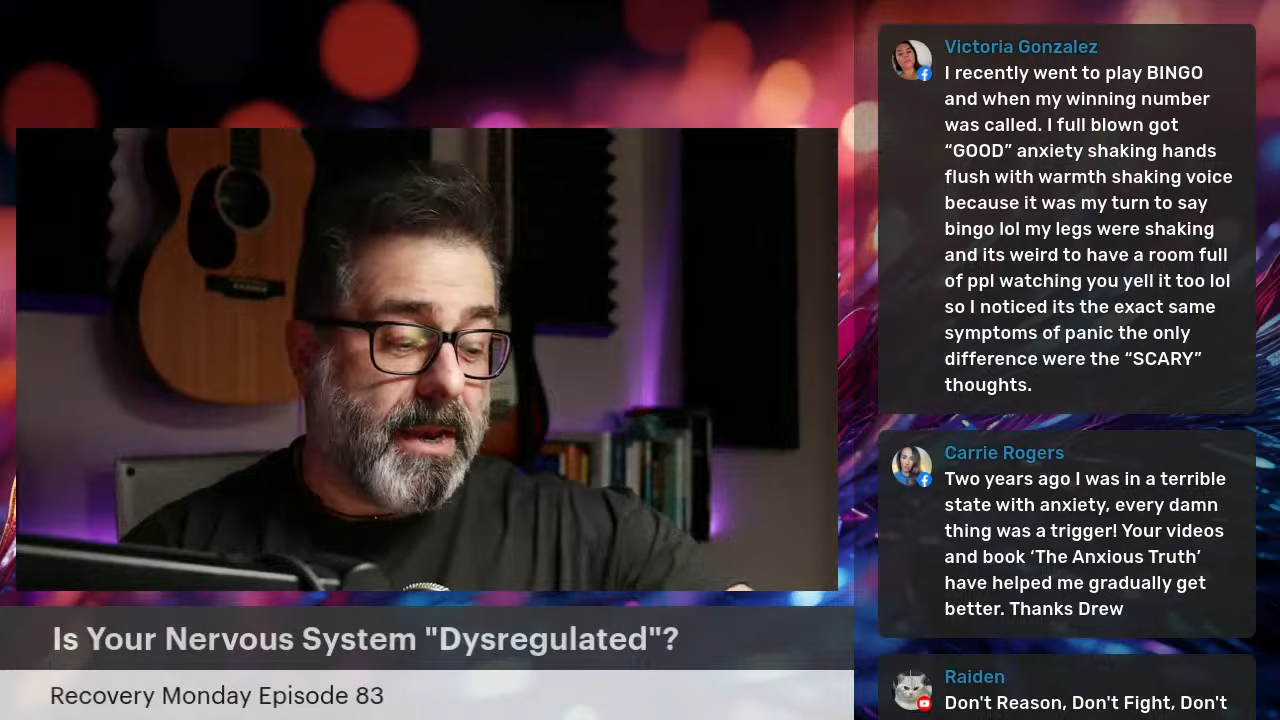 Is Your Nervous System "Dysregulated"?
Recovery Monday Episode 83
Victoria Gonzalez
I recently went to play BINGO
and when my winning number
was called. I full blown got
“GOOD” anxiety shaking hands
flush with warmth shaking voice
because it was my turn to say
bingo lol my legs were shaking
and its weird to have a room full
of ppl watching you yell it too lol
so I noticed its the exact same
symptoms of panic the only
difference were the “SCARY”
thoughts.
Carrie Rogers
Two years ago I was in a terrible
state with anxiety, every damn
thing was a trigger! Your videos
and book ‘The Anxious Truth’
have helped me gradually get
better. Thanks Drew
Raiden
Don't Reason, Don't Fight, Don't